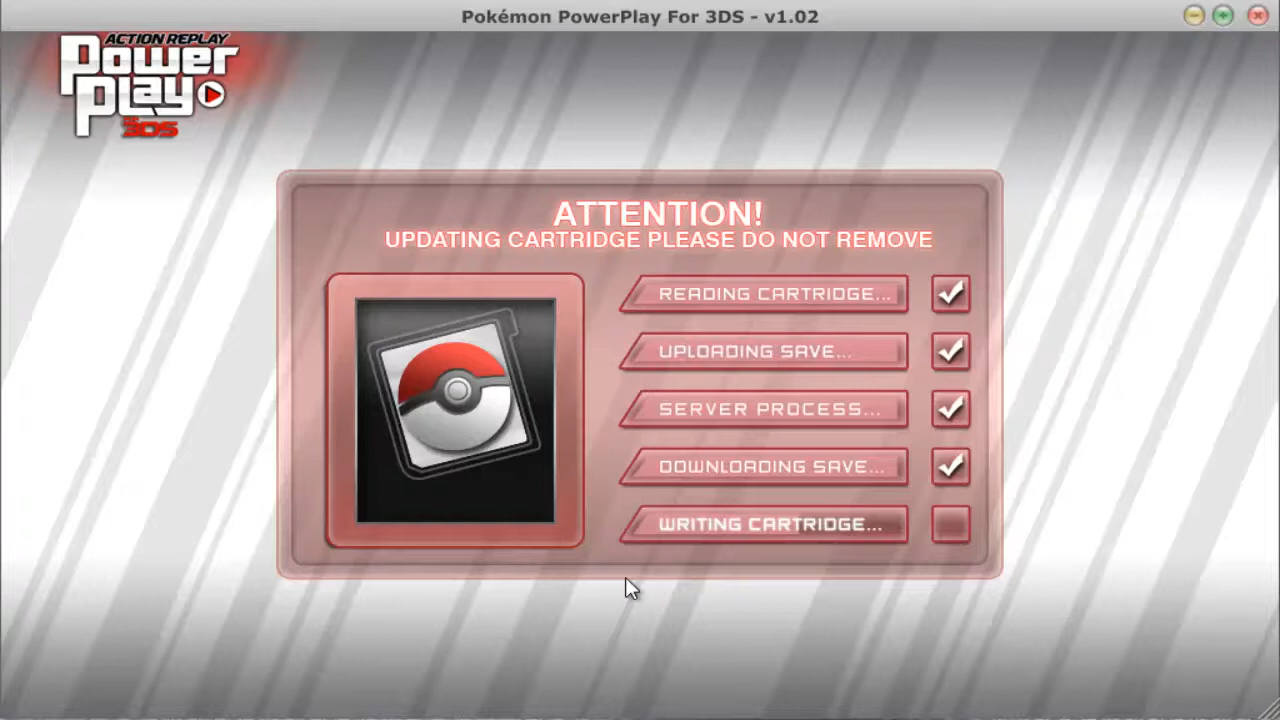 Pokémon PowerPlay For 3DS - v1.02
ACTION REPLAY
Power
Play
3DS
ATTENTION!
UPDATING CARTRIDGE PLEASE DO NOT REMOVE
READING CARTRIDGE...
UPLOADING SAVE...
SERVER PROCESS...
DOWNLOADING SAVE...
WRITING CARTRIDGE...